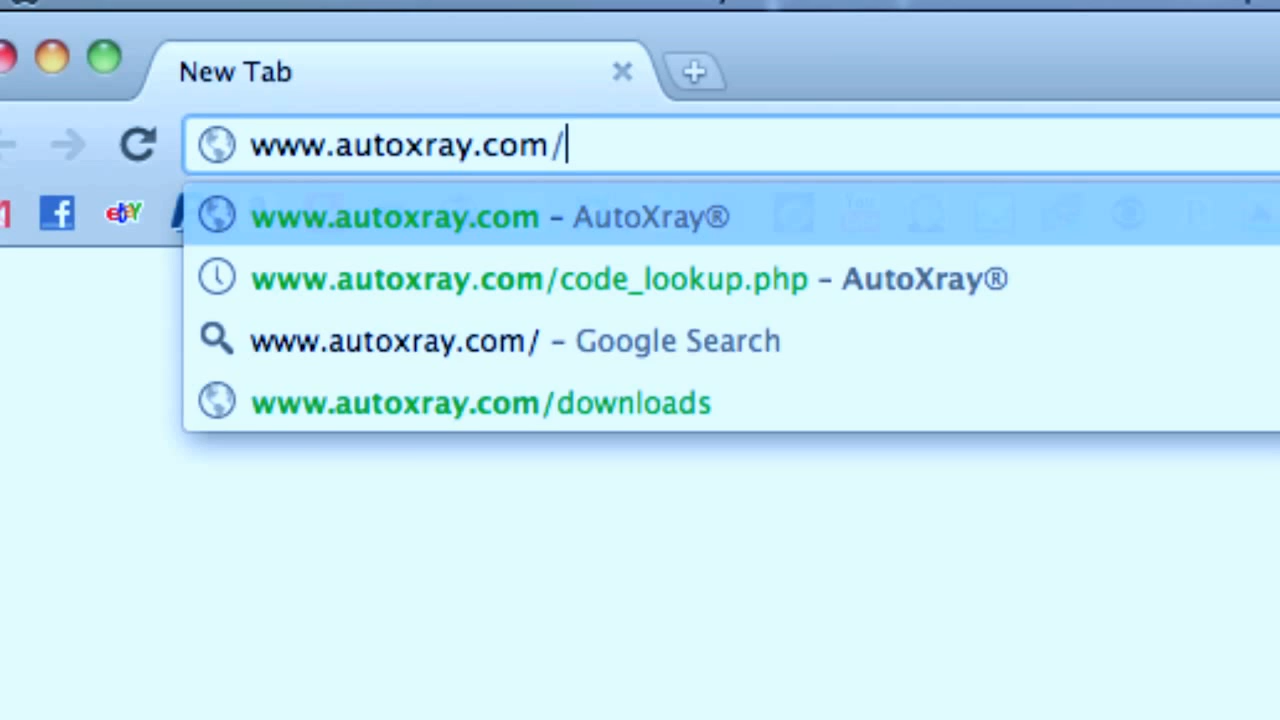 New Tab
www.autoxray.com/
ebY
www.autoxray.com – AutoXray®
www.autoxray.com/code_lookup.php – AutoXray®
www.autoxray.com/ – Google Search
www.autoxray.com/downloads